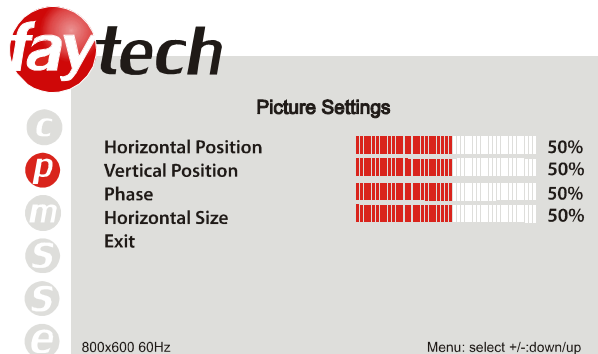 faytech
Picture Settings
c
p
m
s
s
e
Horizontal Position 50%
Vertical Position 50%
Phase 50%
Horizontal Size 50%
Exit
800x600 60Hz Menu: select +/-:down/up